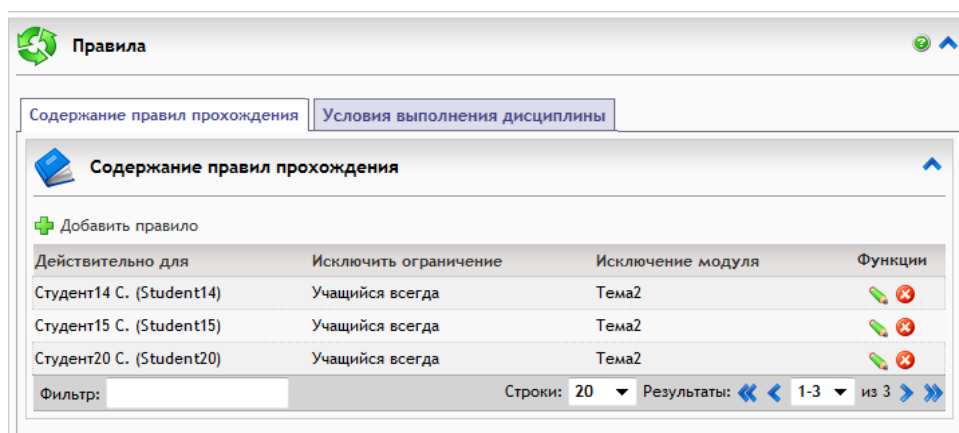 Правила
Содержание правил прохождения Условия выполнения дисциплины
Содержание правил прохождения
Добавить правило
Действительно для Исключить ограничение Исключение модуля Функции
Студент14 С. (Student14) Учащийся всегда Тема2
Студент15 С. (Student15) Учащийся всегда Тема2
Студент20 С. (Student20) Учащийся всегда Тема2
Фильтр: Строки: 20 Результаты: 1-3 из 3